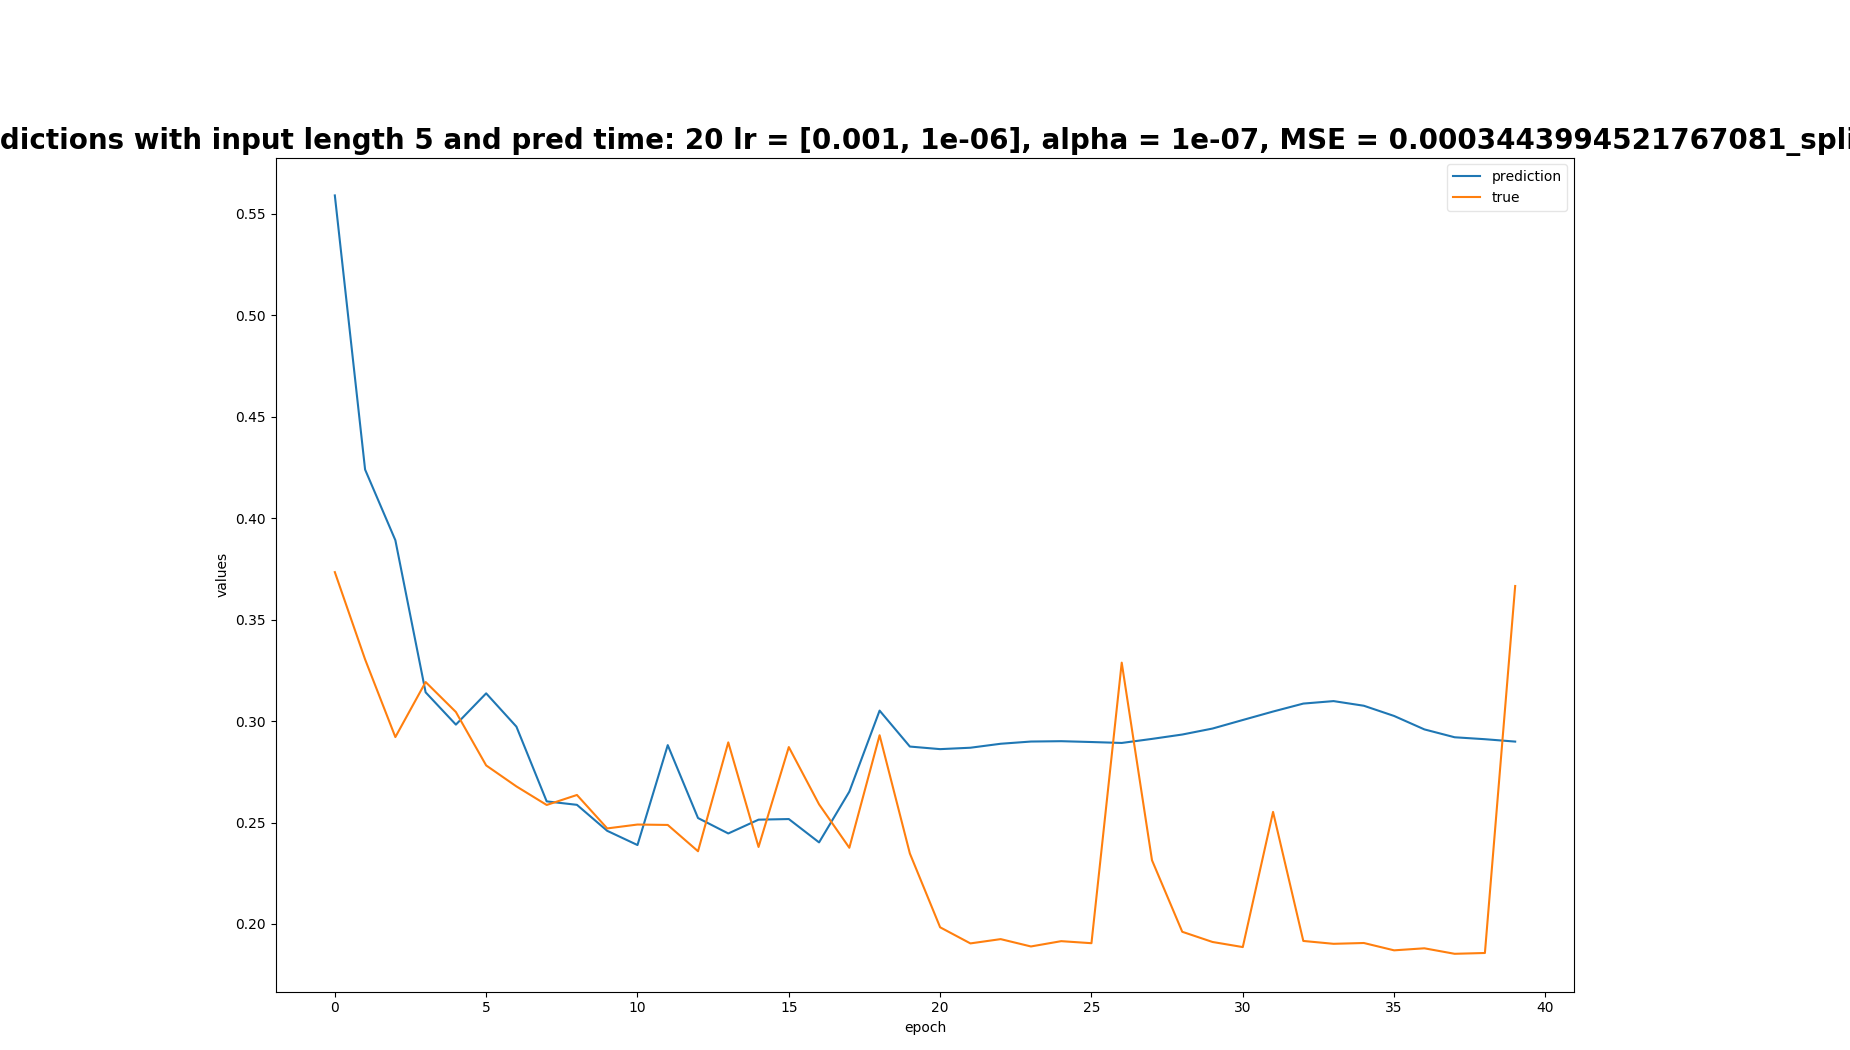 dictions with input length 5 and pred time: 20 lr = [0.001, 1e-06], alpha = 1e-07, MSE = 0.0003443994521767081_spli
prediction
true
0.55
0.50
0.45
0.40
0.35
0.30
0.25
0.20
values
0 5 10 15 20 25 30 35 40
epoch